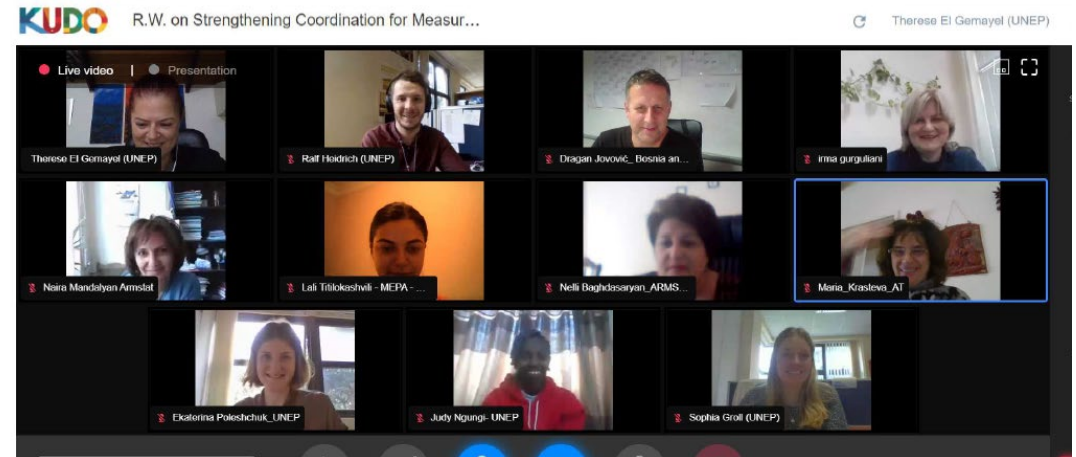 KUDO
R.W. on Strengthening Coordination for Measur...
Therese El Gemayel (UNEP)
Live video | Presentation
Therese El Gemayel (UNEP)
Ralf Heidrich (UNEP)
Dragan Jovović_ Bosnia an...
irma gurguliani
Naira Mandalyan Armstat
Lali Titilokashvili - MEPA - ...
Nelli Baghdasaryan_ARMS...
Maria_Krasteva_AT
Ekaterina Poleshchuk_UNEP
Judy Ngungi- UNEP
Sophia Groll (UNEP)